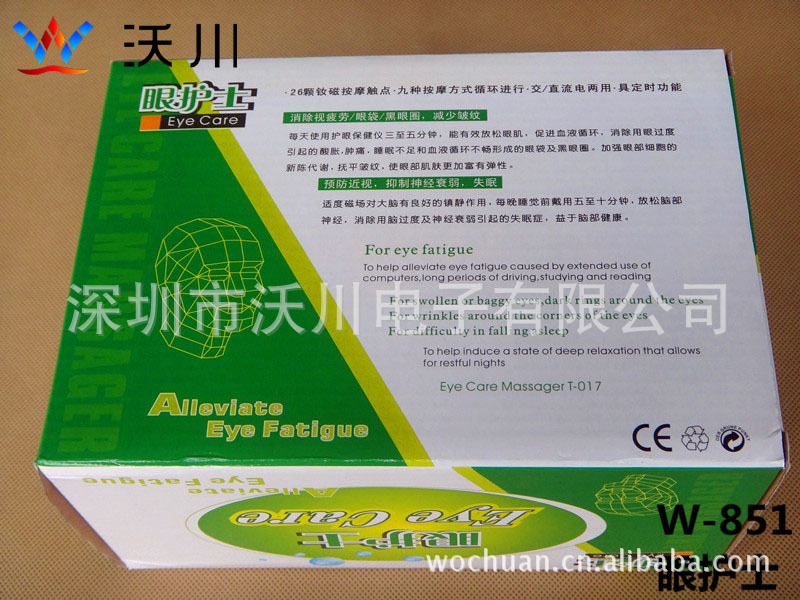 沃川
眼护士
Eye Care
EYE CARE MASSAGER
·26颗钕磁按摩触点·九种按摩方式循环进行·交/直流电两用·具定时功能
消除视疲劳/眼袋/黑眼圈，减少皱纹
每天使用护眼保健仪三至五分钟，能有效放松眼肌，促进血液循环，消除用眼过度
引起的酸胀,肿痛，睡眠不足和血液循环不畅形成的眼袋及黑眼圈。加强眼部细胞的
新陈代谢，抚平皱纹，使眼部肌肤更加富有弹性。
预防近视，抑制神经衰弱，失眠
适度磁场对大脑有良好的镇静作用，每晚睡觉前戴用五至十分钟，放松脑部
神经，消除用脑过度及神经衰弱引起的失眠症，益于脑部健康。
For eye fatigue
To help alleviate eye fatigue caused by extended use of
computers,long periods of driving,studying and reading
深圳市沃川电子有限公司
For swollen or baggy eyes,dark rings around the eyes
For wrinkles around the corners of the eyes
For difficulty in falling asleep
To help induce a state of deep relaxation that allows
for restful nights
Eye Care Massager T-017
Alleviate
Eye Fatigue
CE
DER GRÜNE PUNKT
Alleviate
Eye Fatigue
眼护士
Eye Care
W-851
眼护士
wochuan.cn.alibaba.com